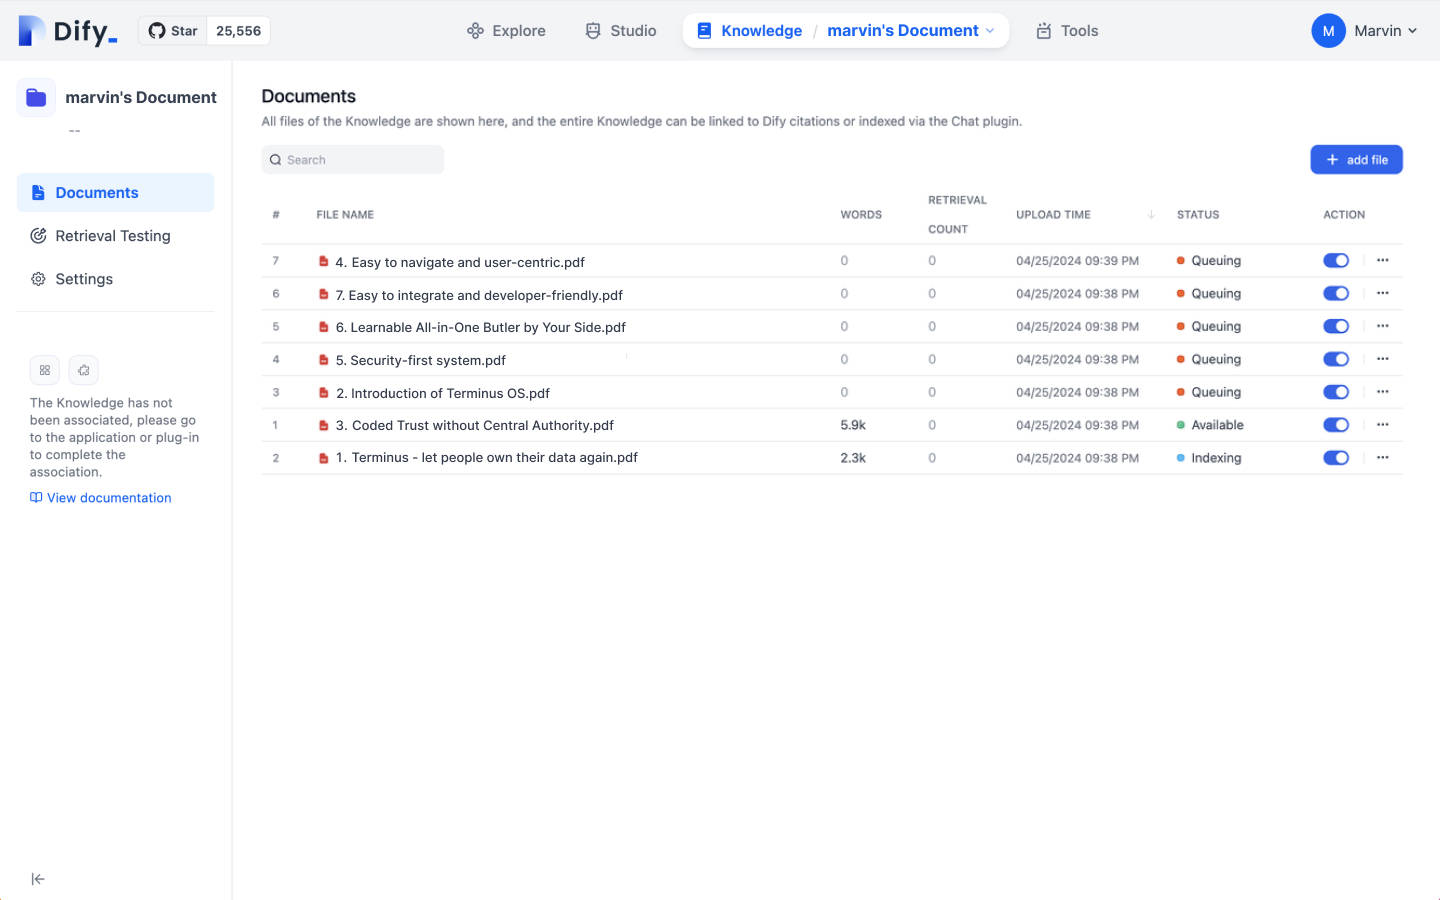 Dify_
Star 25,556
Explore
Studio
Knowledge / marvin's Document
Tools
M Marvin
marvin's Document
--
Documents
Retrieval Testing
Settings
The Knowledge has not
been associated, please go
to the application or plug-in
to complete the
association.
View documentation
Documents
All files of the Knowledge are shown here, and the entire Knowledge can be linked to Dify citations or indexed via the Chat plugin.
Search
+ add file
# FILE NAME WORDS RETRIEVAL COUNT UPLOAD TIME STATUS ACTION
7 4. Easy to navigate and user-centric.pdf 0 0 04/25/2024 09:39 PM Queuing
6 7. Easy to integrate and developer-friendly.pdf 0 0 04/25/2024 09:38 PM Queuing
5 6. Learnable All-in-One Butler by Your Side.pdf 0 0 04/25/2024 09:38 PM Queuing
4 5. Security-first system.pdf 0 0 04/25/2024 09:38 PM Queuing
3 2. Introduction of Terminus OS.pdf 0 0 04/25/2024 09:38 PM Queuing
1 3. Coded Trust without Central Authority.pdf 5.9k 0 04/25/2024 09:38 PM Available
2 1. Terminus - let people own their data again.pdf 2.3k 0 04/25/2024 09:38 PM Indexing